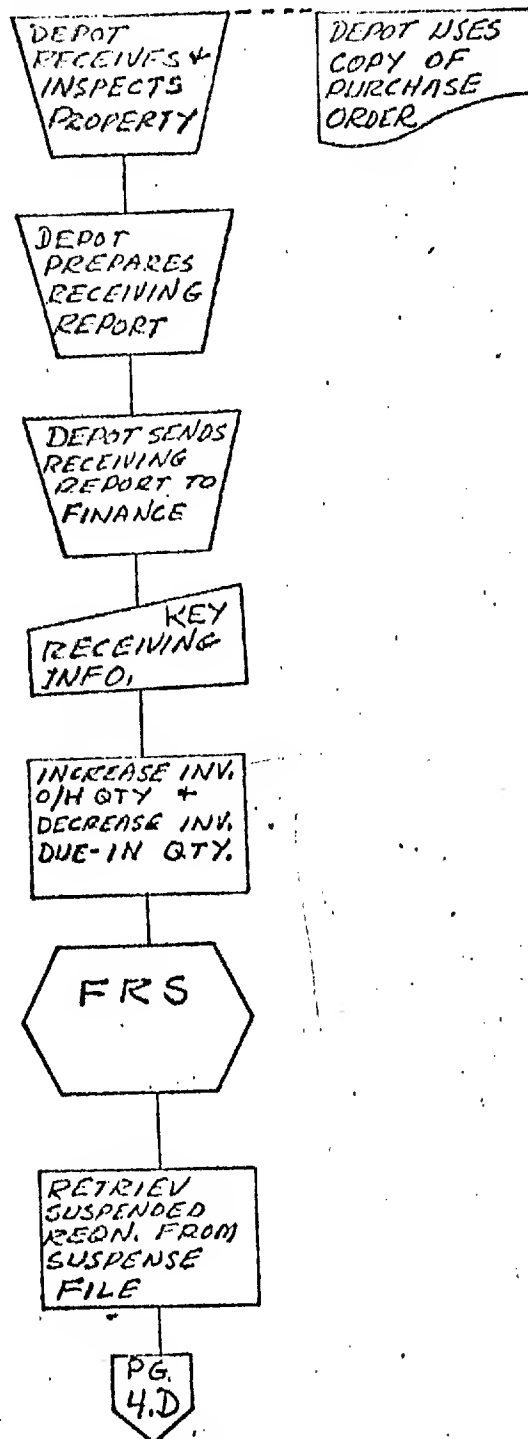 DEPOT
RECEIVES &
INSPECTS
PROPERTY
DEPOT USES
COPY OF
PURCHASE
ORDER
DEPOT
PREPARES
RECEIVING
REPORT
DEPOT SENDS
RECEIVING
REPORT TO
FINANCE
KEY
RECEIVING
INFO.
INCREASE INV.
O/H QTY &
DECREASE INV.
DUE-IN QTY.
FRS
RETRIEV
SUSPENDED
REQN. FROM
SUSPENSE
FILE
PG.
4.D